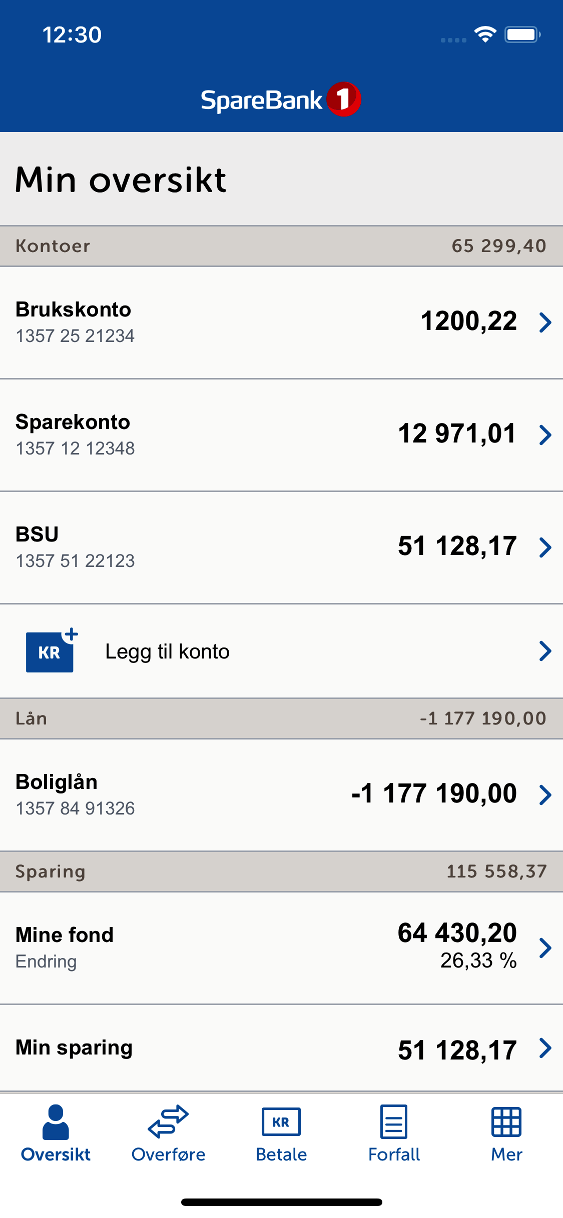 12:30
SpareBank 1
Min oversikt
Kontoer 65 299,40
Brukskonto 1200,22
1357 25 21234
Sparekonto 12 971,01
1357 12 12348
BSU 51 128,17
1357 51 22123
KR Legg til konto
Lån -1 177 190,00
Boliglån -1 177 190,00
1357 84 91326
Sparing 115 558,37
Mine fond 64 430,20
Endring 26,33 %
Min sparing 51 128,17
KR
Oversikt Overføre Betale Forfall Mer